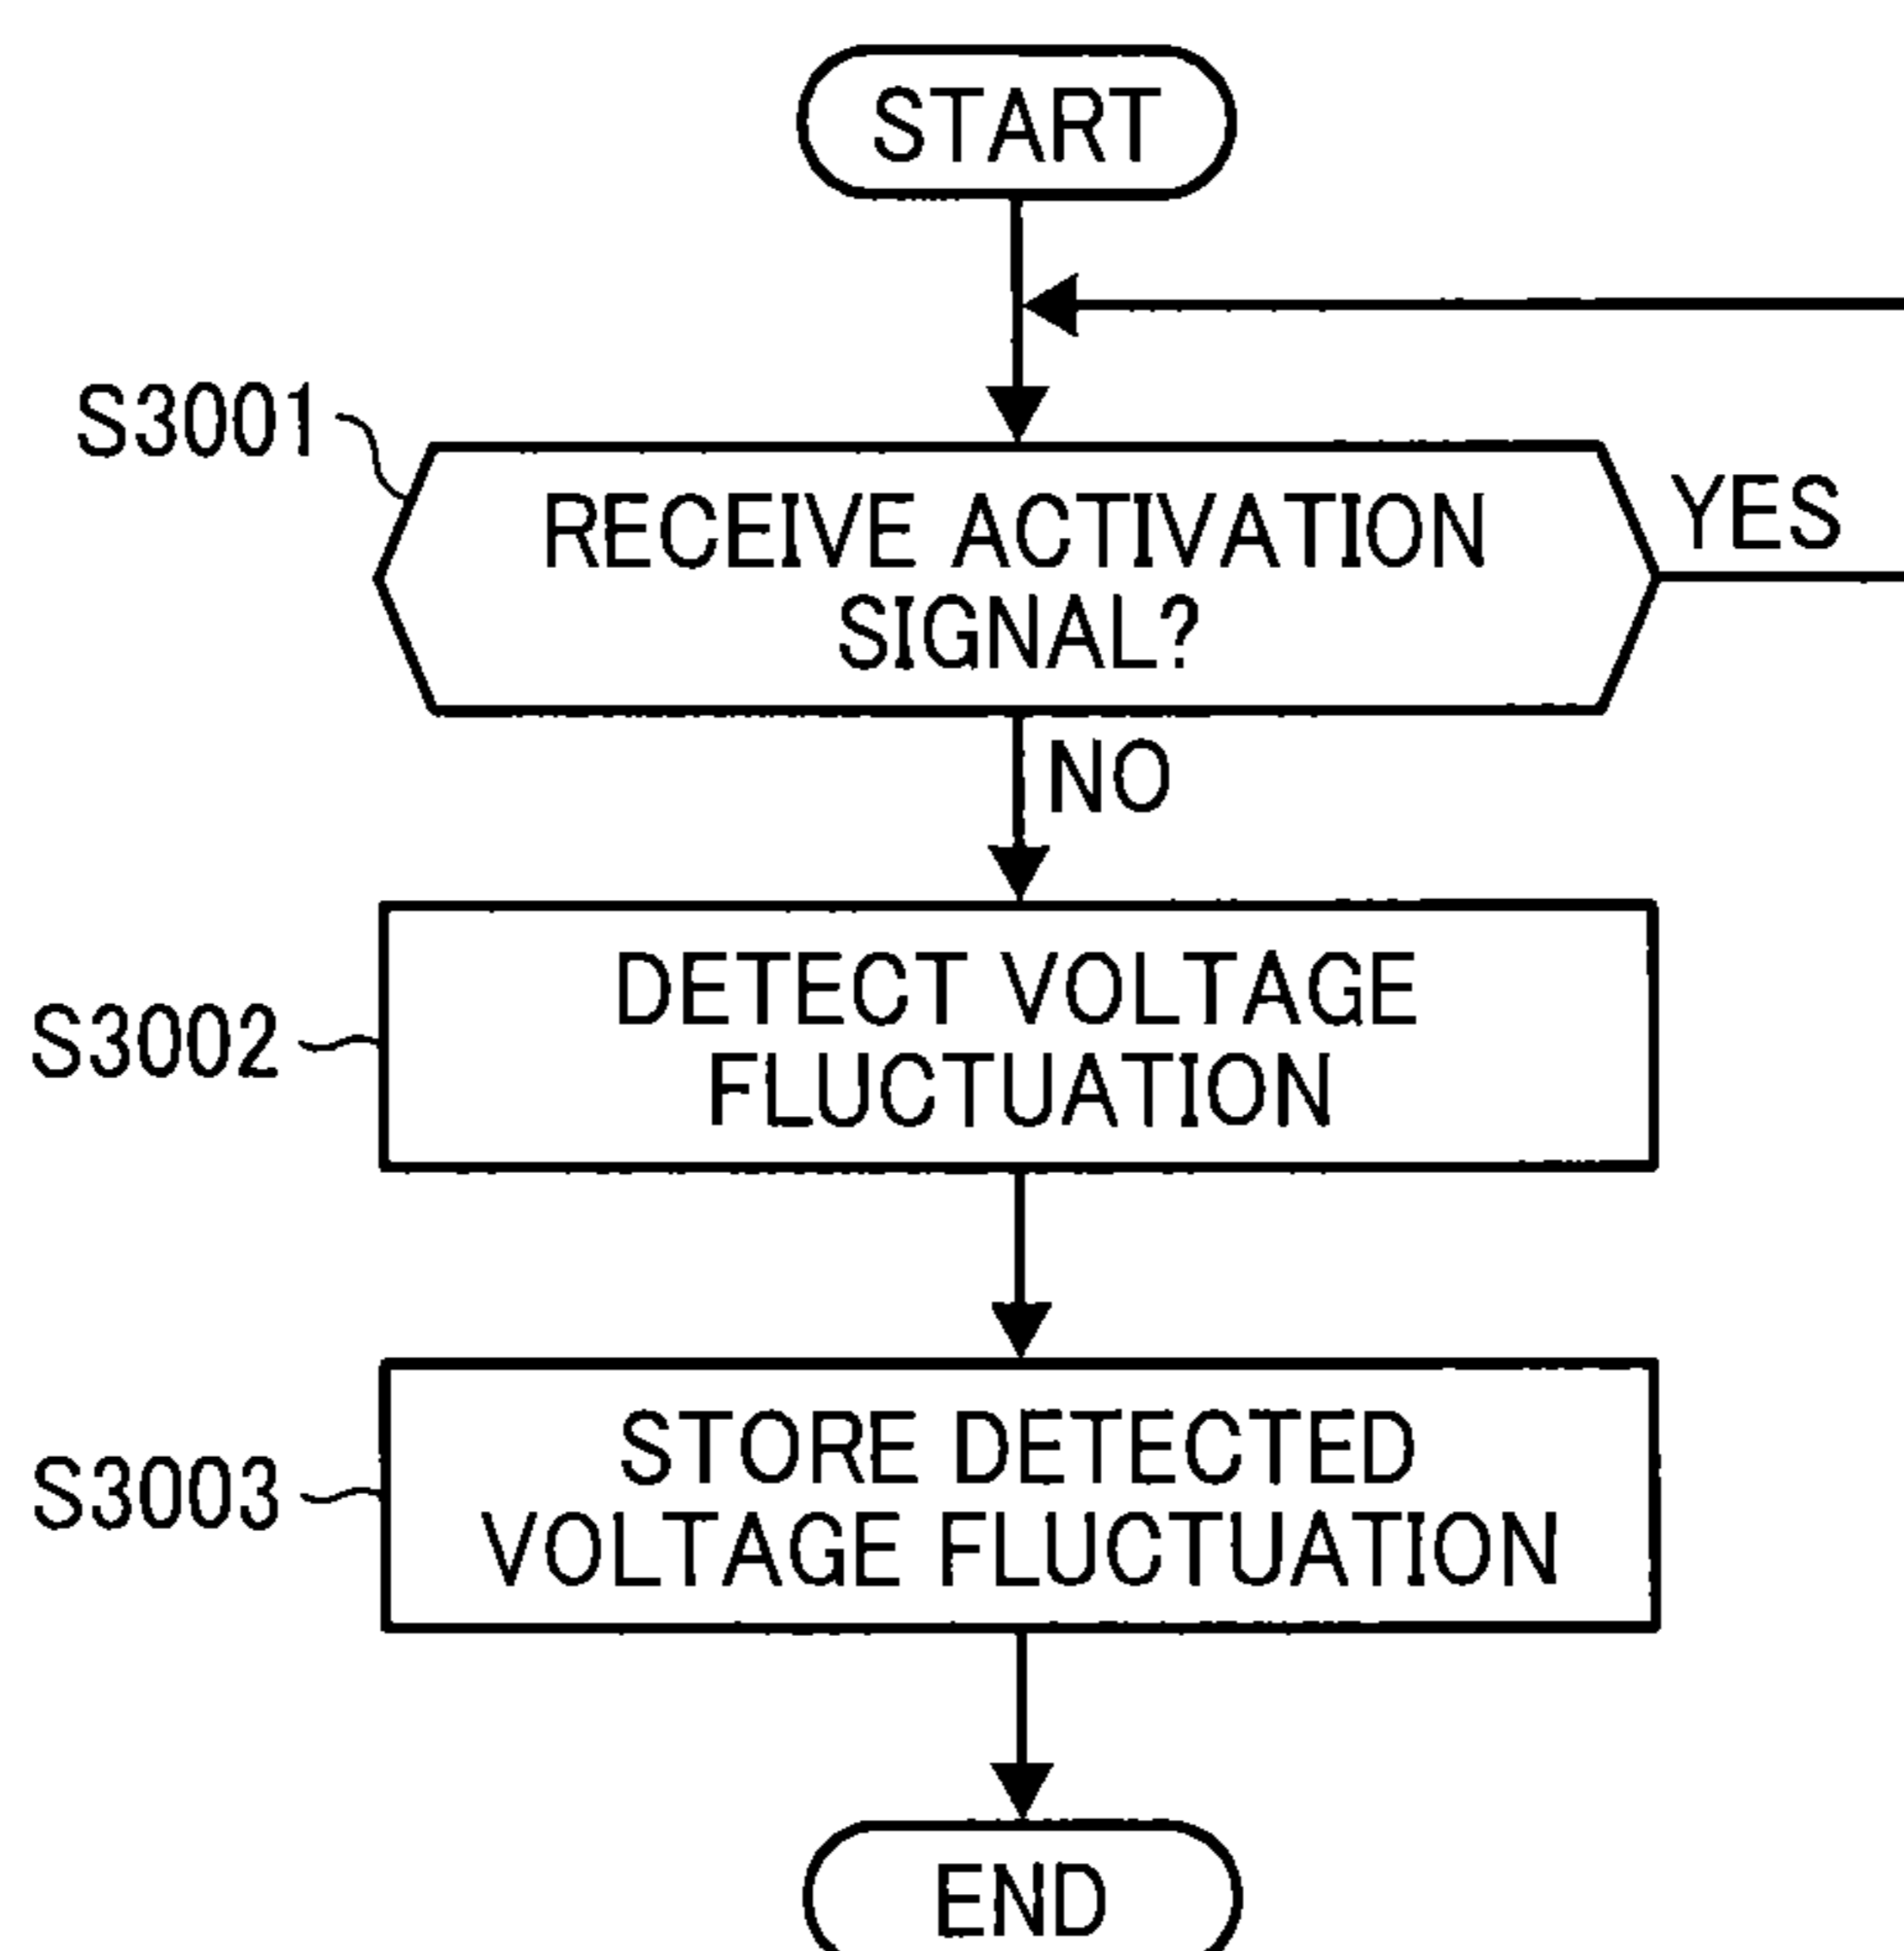 START
S3001
RECEIVE ACTIVATION
SIGNAL?
YES
NO
S3002
DETECT VOLTAGE
FLUCTUATION
S3003
STORE DETECTED
VOLTAGE FLUCTUATION
END